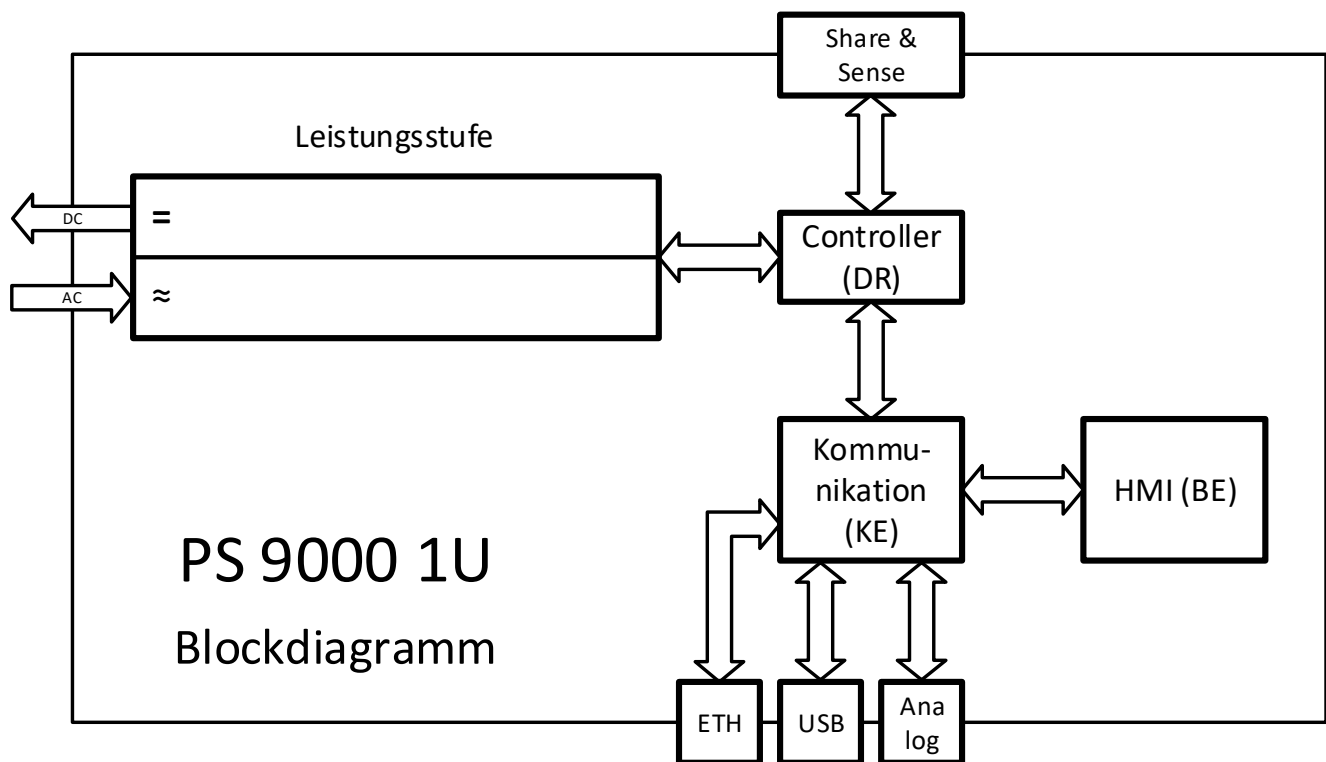 Share &
Sense
Leistungsstufe
DC
=
Controller
(DR)
AC
≈
Kommu-
nikation
(KE)
HMI (BE)
PS 9000 1U
Blockdiagramm
ETH
USB
Ana
log